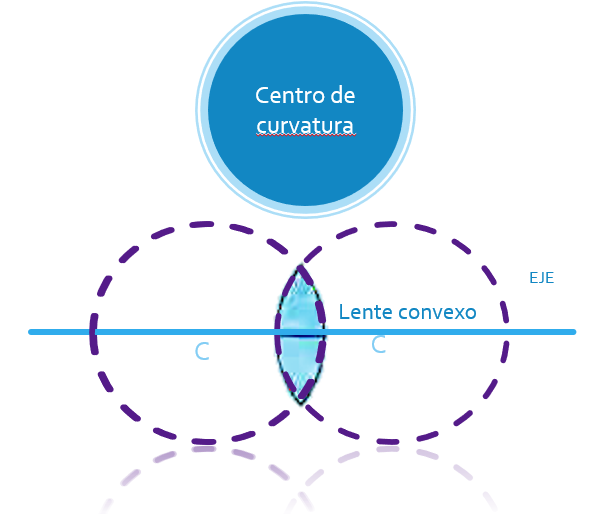 Centro de
curvatura
EJE
Lente convexo
C
C